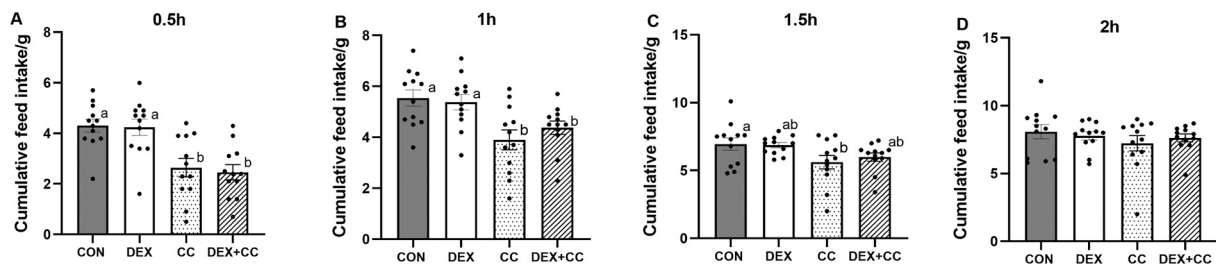 A
0.5h
Cumulative feed intake/g
8
6
4
2
0
a
a
b
b
CON
DEX
CC
DEX+CC
B
1h
Cumulative feed intake/g
8
6
4
2
0
a
a
b
b
CON
DEX
CC
DEX+CC
C
1.5h
Cumulative feed intake/g
15
10
5
0
a
ab
b
ab
CON
DEX
CC
DEX+CC
D
2h
Cumulative feed intake/g
15
10
5
0
CON
DEX
CC
DEX+CC